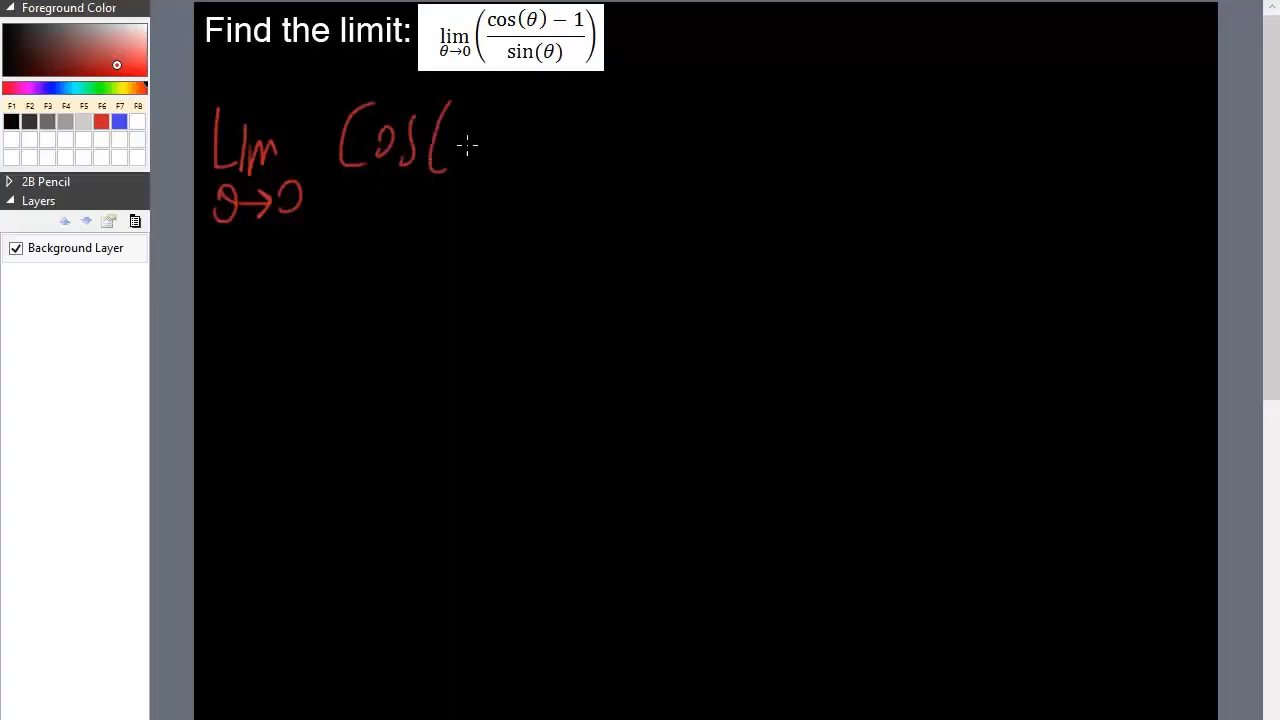 Foreground Color
Find the limit: lim θ→0 (cos(θ) − 1 / sin(θ))
F1 F2 F3 F4 F5 F6 F7 F8
Lim Cos(
θ→0
2B Pencil
Layers
Background Layer